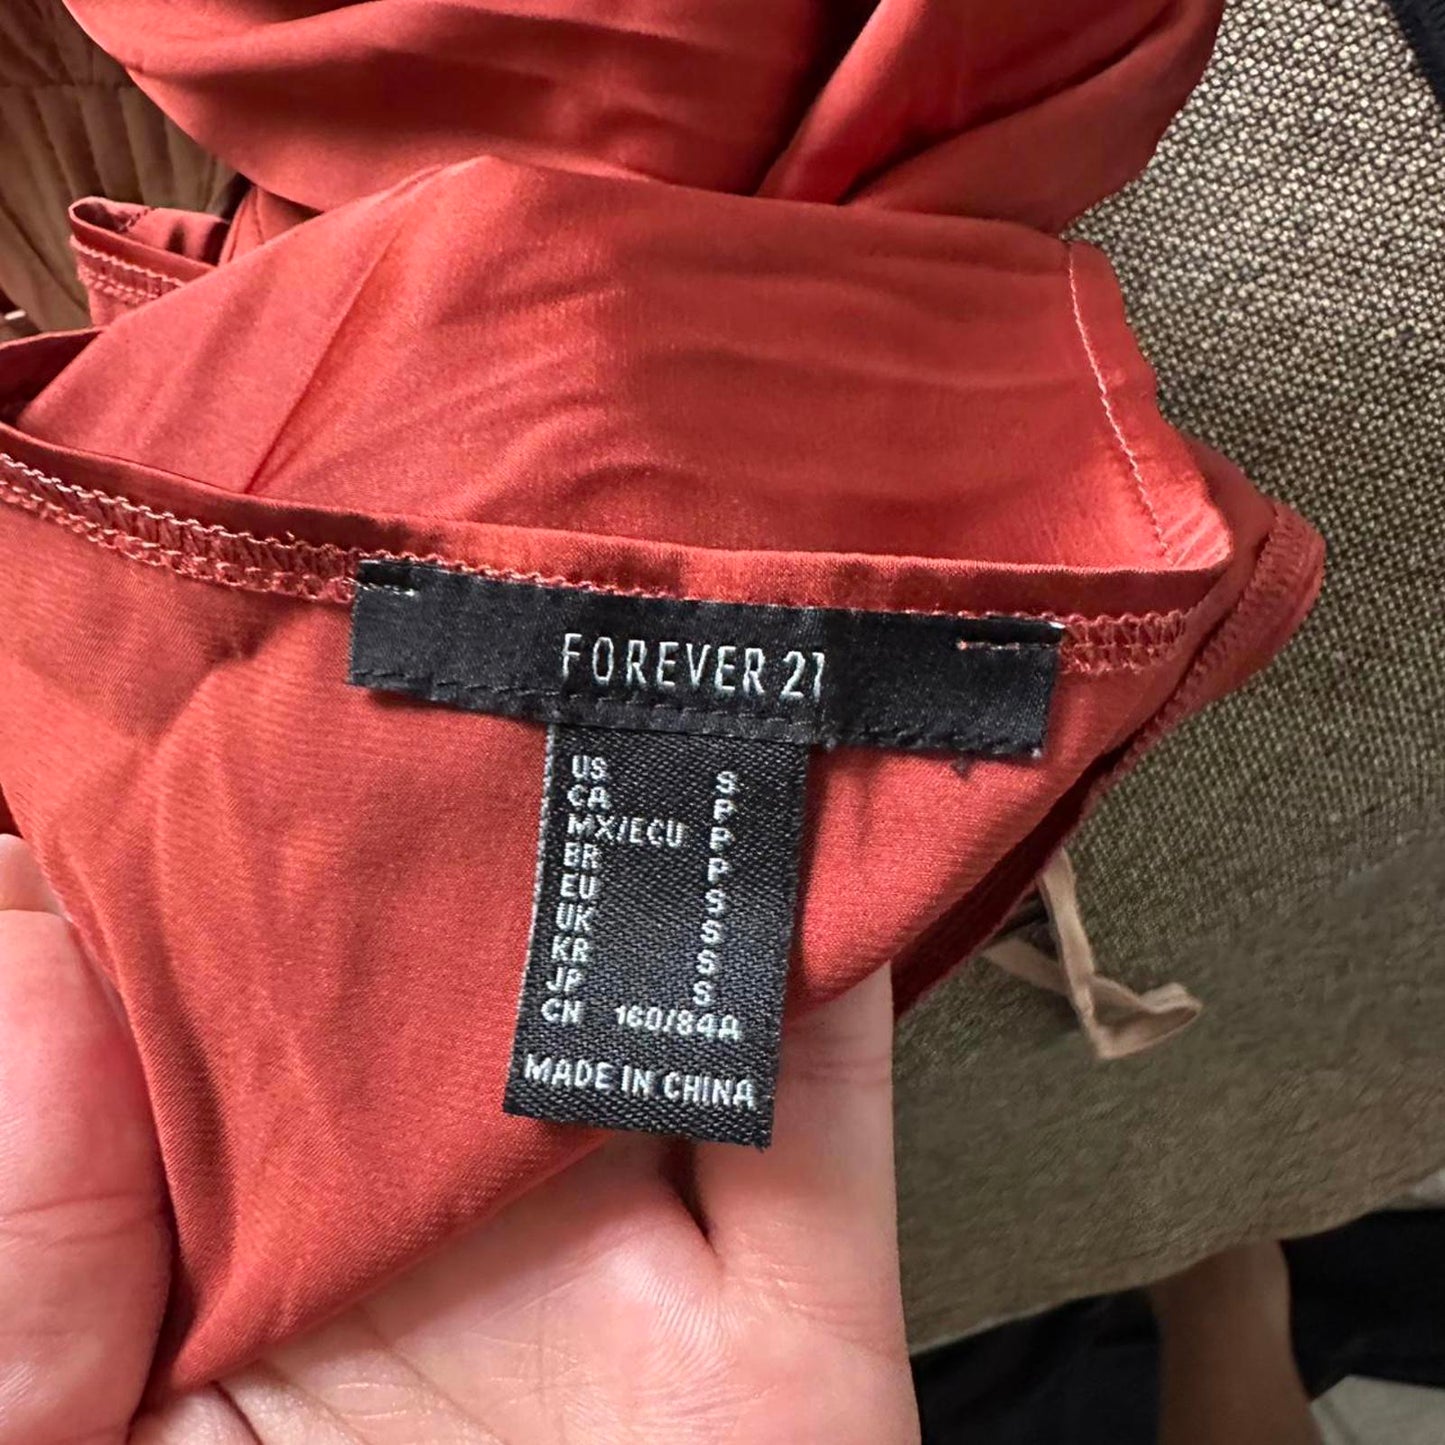 FOREVER 21
US S
CA P
MX/ECU P
BR P
EU S
UK S
KR S
JP S
CN 160/84A
MADE IN CHINA